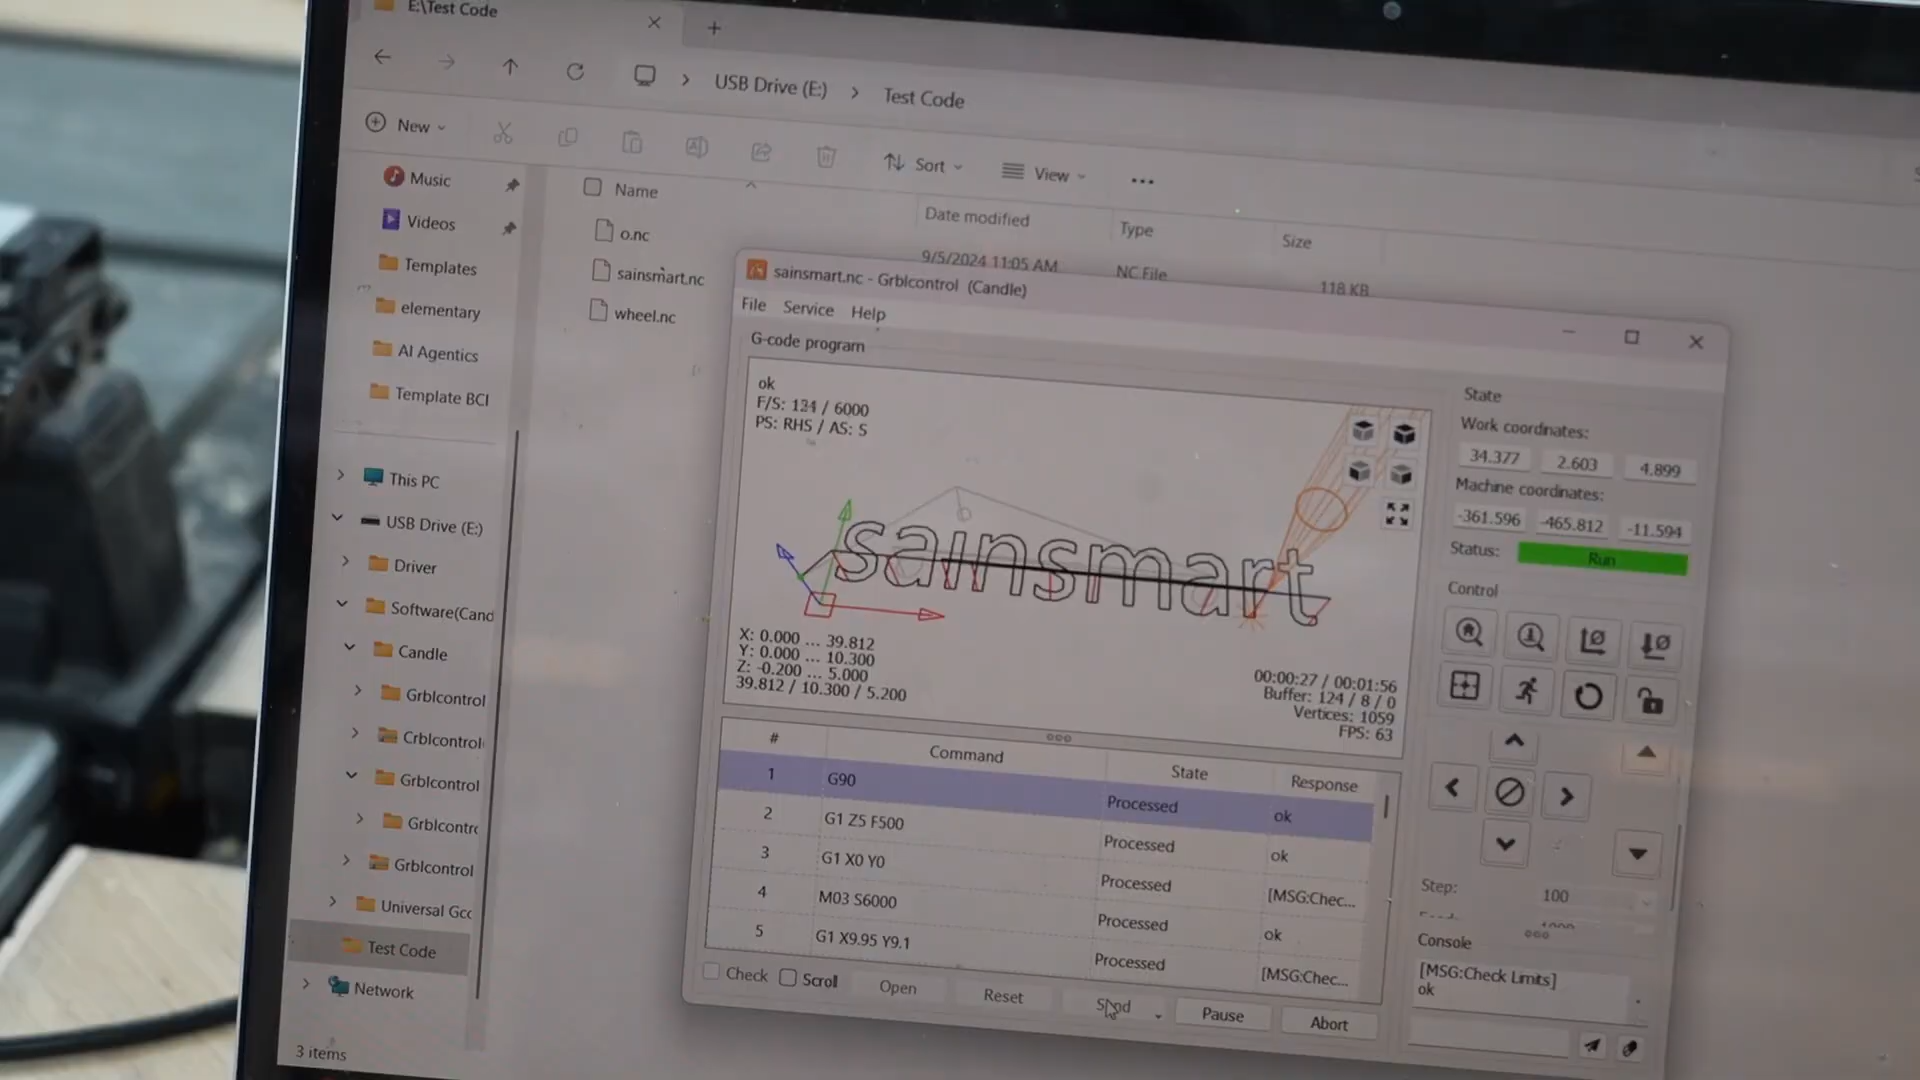 E:\Test Code
USB Drive (E:) > Test Code
New
Sort
View
Music
Videos
Templates
elementary
AI Agentics
Template BCI
This PC
USB Drive (E:)
Driver
Software(Cand
Candle
Grblcontrol
Crblcontrol
Grblcontrol
Grblcontrc
Grblcontrol
Universal Gcc
Test Code
Network
3 items
Name
Date modified
Type
Size
o.nc
9/5/2024 11:05 AM
NC File
118 KB
sainsmart.nc
wheel.nc
sainsmart.nc - Grblcontrol (Candle)
File Service Help
G-code program
ok
F/S: 134 / 6000
PS: RHS / AS: S
sainsmart
X: 0.000 ... 39.812
Y: 0.000 ... 10.300
Z: -0.200 ... 5.000
39.812 / 10.300 / 5.200
00:00:27 / 00:01:56
Buffer: 124 / 8 / 0
Vertices: 1059
FPS: 63
# Command State Response
1 G90 Processed ok
2 G1 Z5 F500 Processed ok
3 G1 X0 Y0 Processed [MSG:Chec...
4 M03 S6000 Processed ok
5 G1 X9.95 Y9.1 Processed [MSG:Chec...
Check Scroll Open Reset Send Pause Abort
State
Work coordinates:
34.377 2.603 4.899
Machine coordinates:
-361.596 -465.812 -11.594
Status: Run
Control
Step: 100
Console
[MSG:Check Limits]
ok